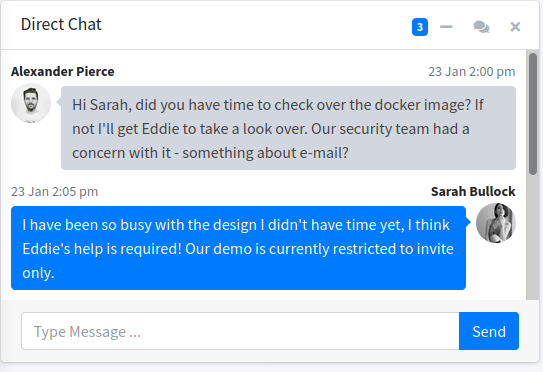 Direct Chat
3
Alexander Pierce
23 Jan 2:00 pm
Hi Sarah, did you have time to check over the docker image? If
not I'll get Eddie to take a look over. Our security team had a
concern with it - something about e-mail?
23 Jan 2:05 pm
Sarah Bullock
I have been so busy with the design I didn't have time yet, I think
Eddie's help is required! Our demo is currently restricted to invite
only.
Type Message ...
Send